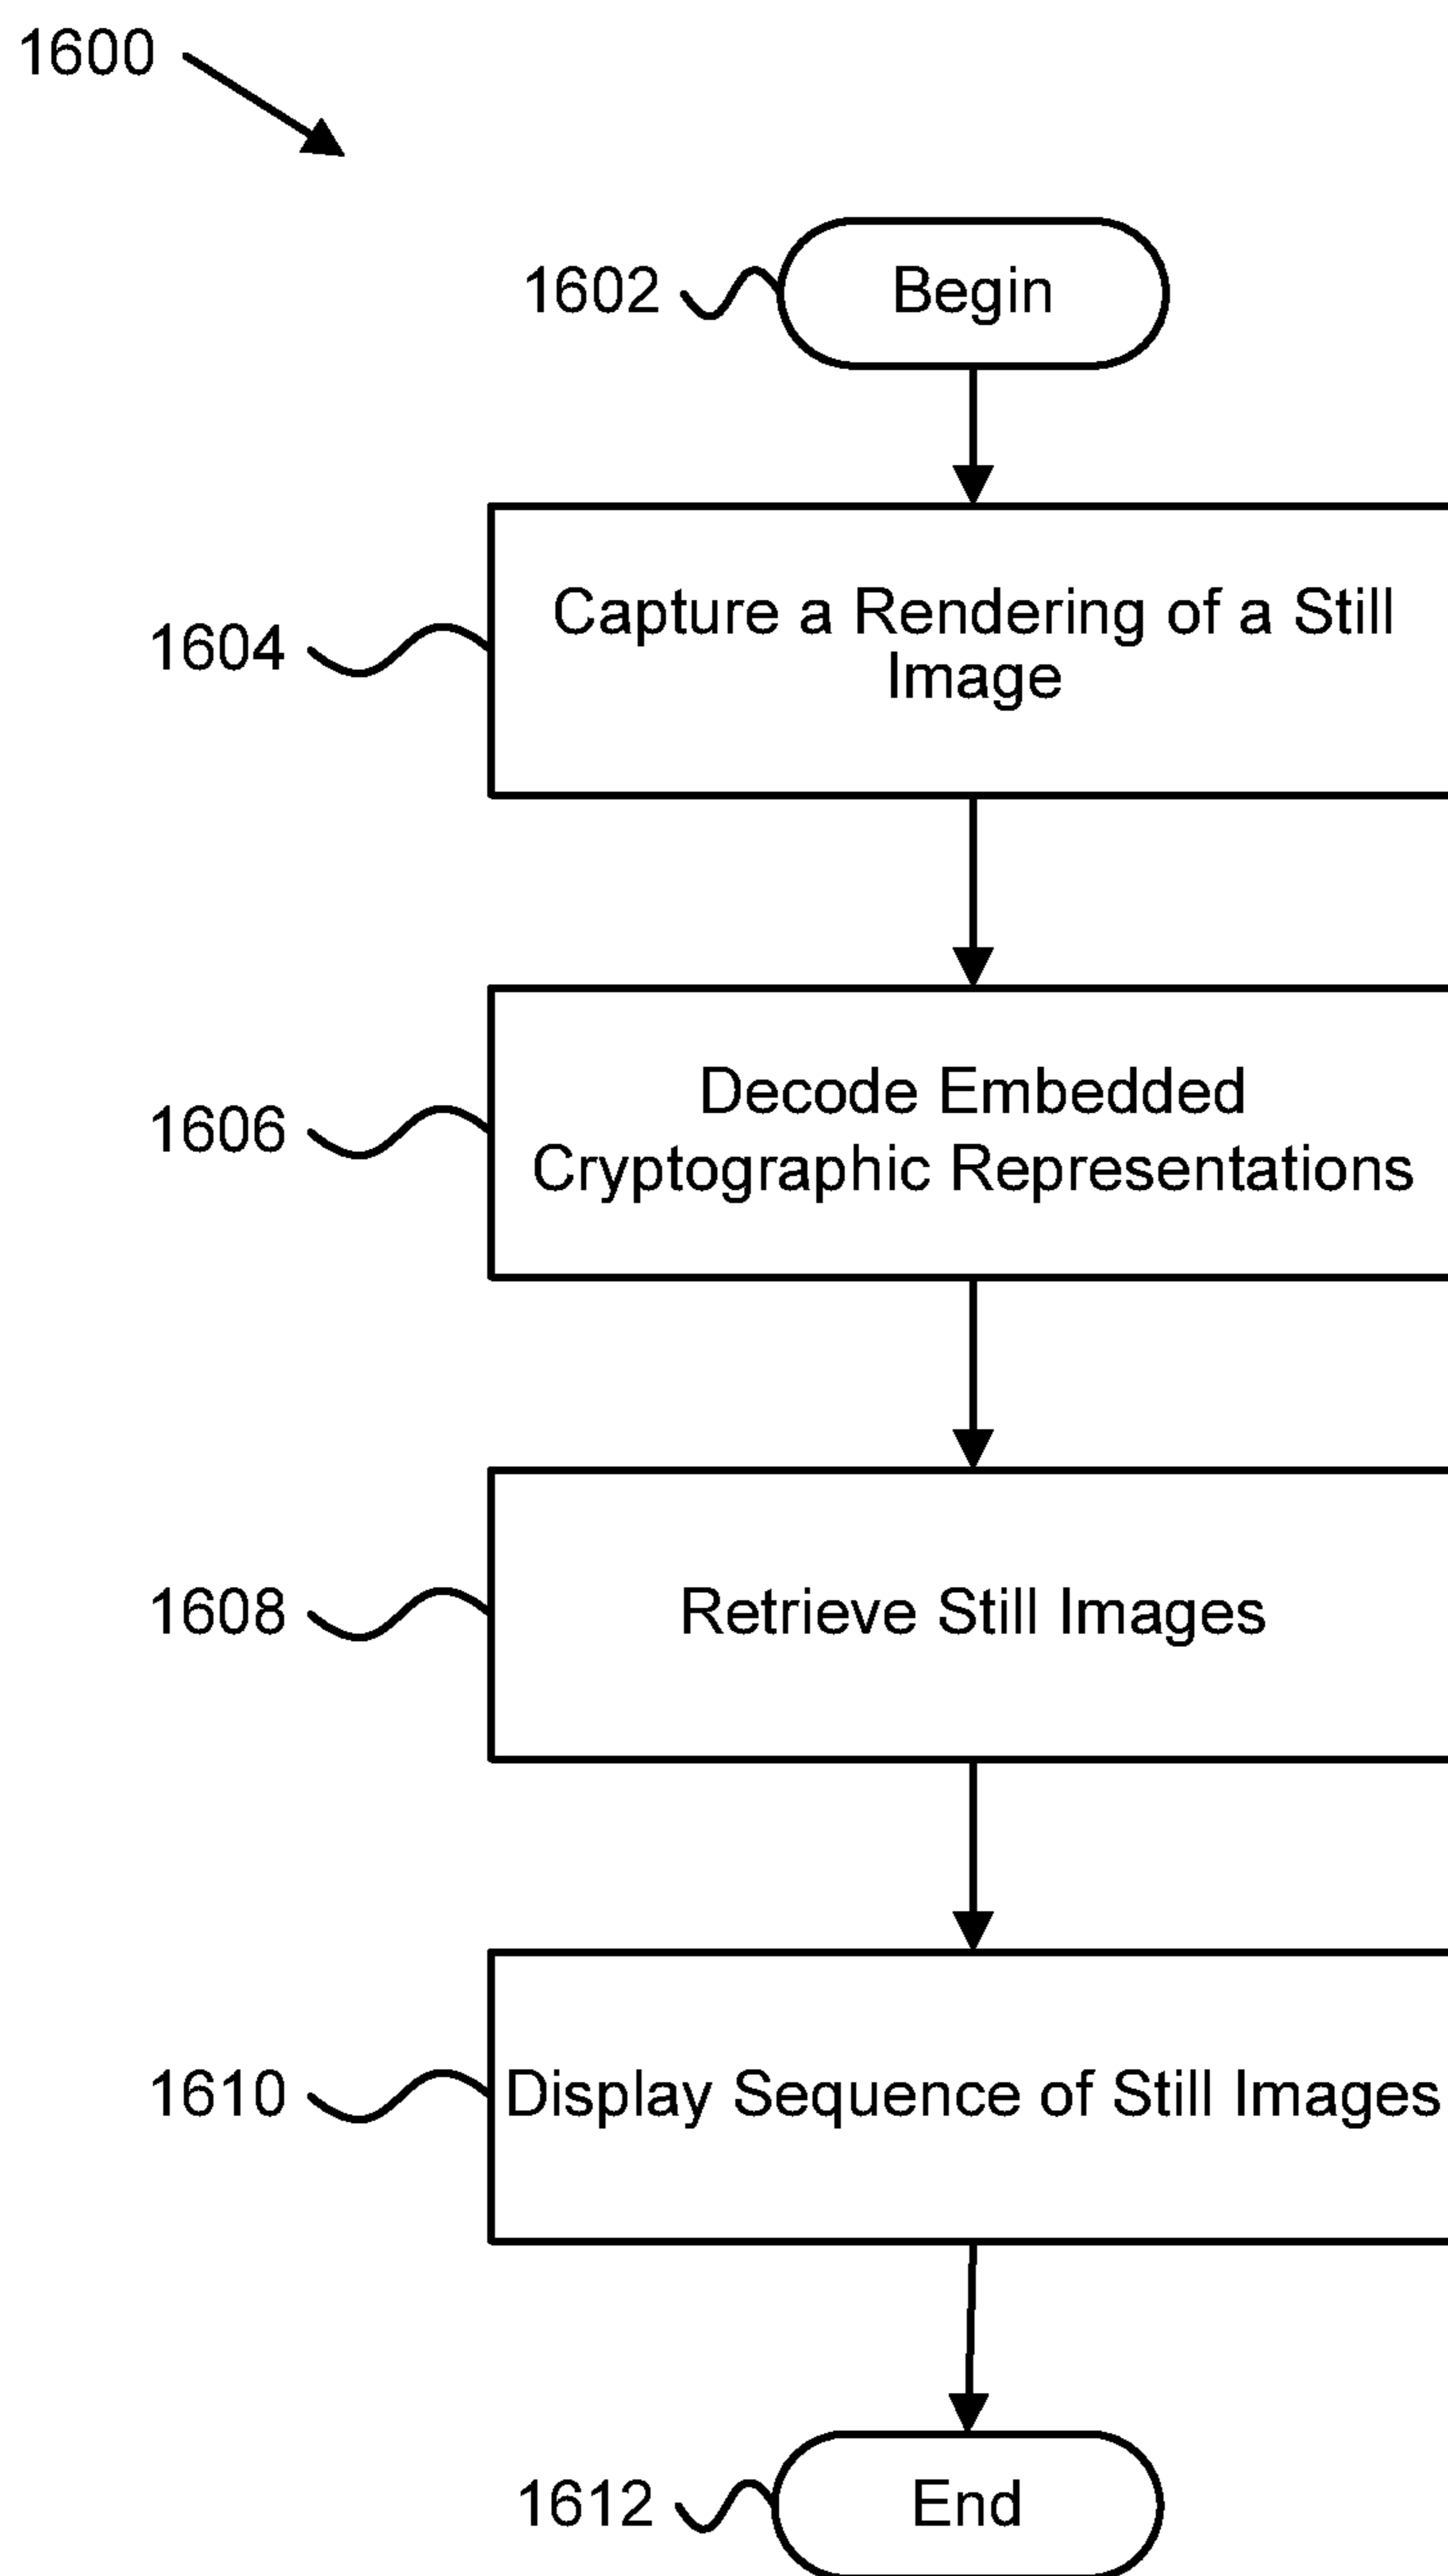 1600
1602
Begin
1604
Capture a Rendering of a Still
Image
1606
Decode Embedded
Cryptographic Representations
1608
Retrieve Still Images
1610
Display Sequence of Still Images
1612
End